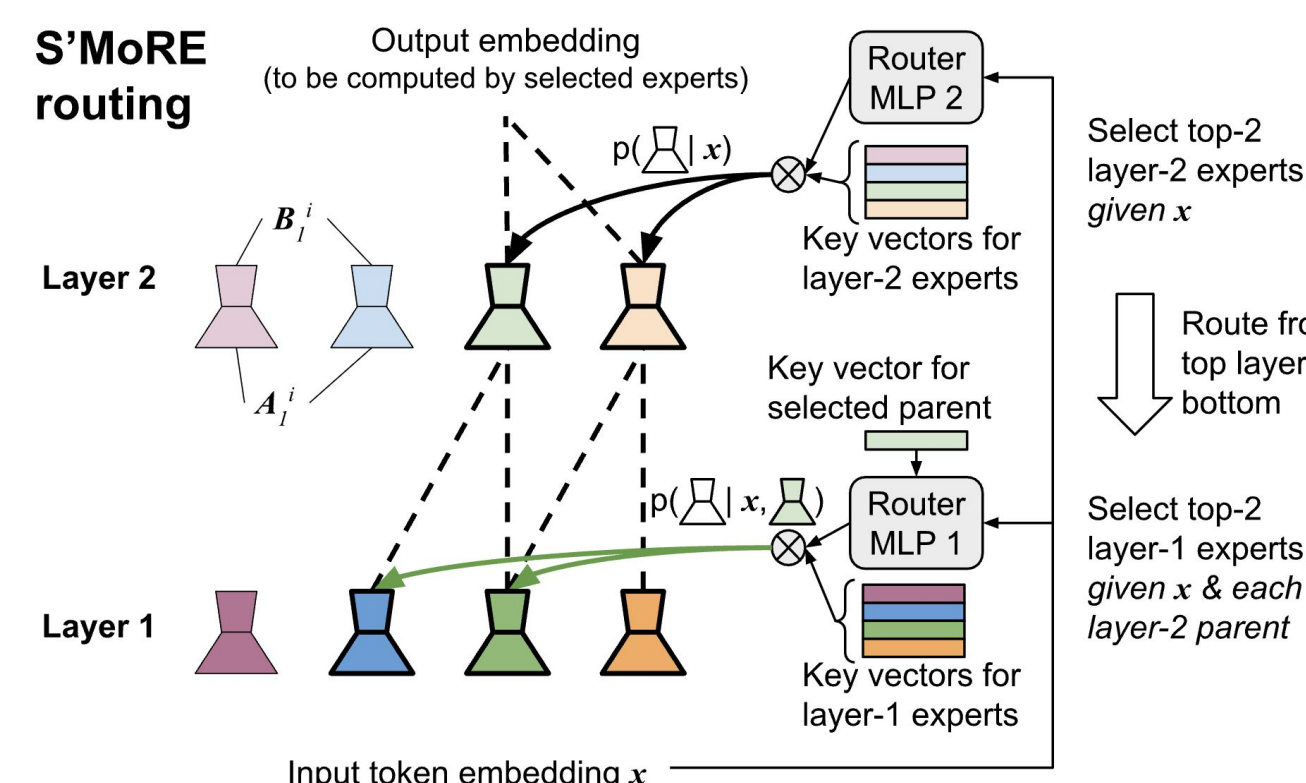 S'MoRE
routing
Output embedding
(to be computed by selected experts)
Router
MLP 2
p( | x)
Select top-2
layer-2 experts
given x
B₁ⁱ
Key vectors for
layer-2 experts
Layer 2
Route
top layer
bottom
A₁ⁱ
Key vector for
selected parent
p( | x, )
Router
MLP 1
Select top-2
layer-1 experts
given x & each
layer-2 parent
Layer 1
Key vectors for
layer-1 experts
Input token embedding x